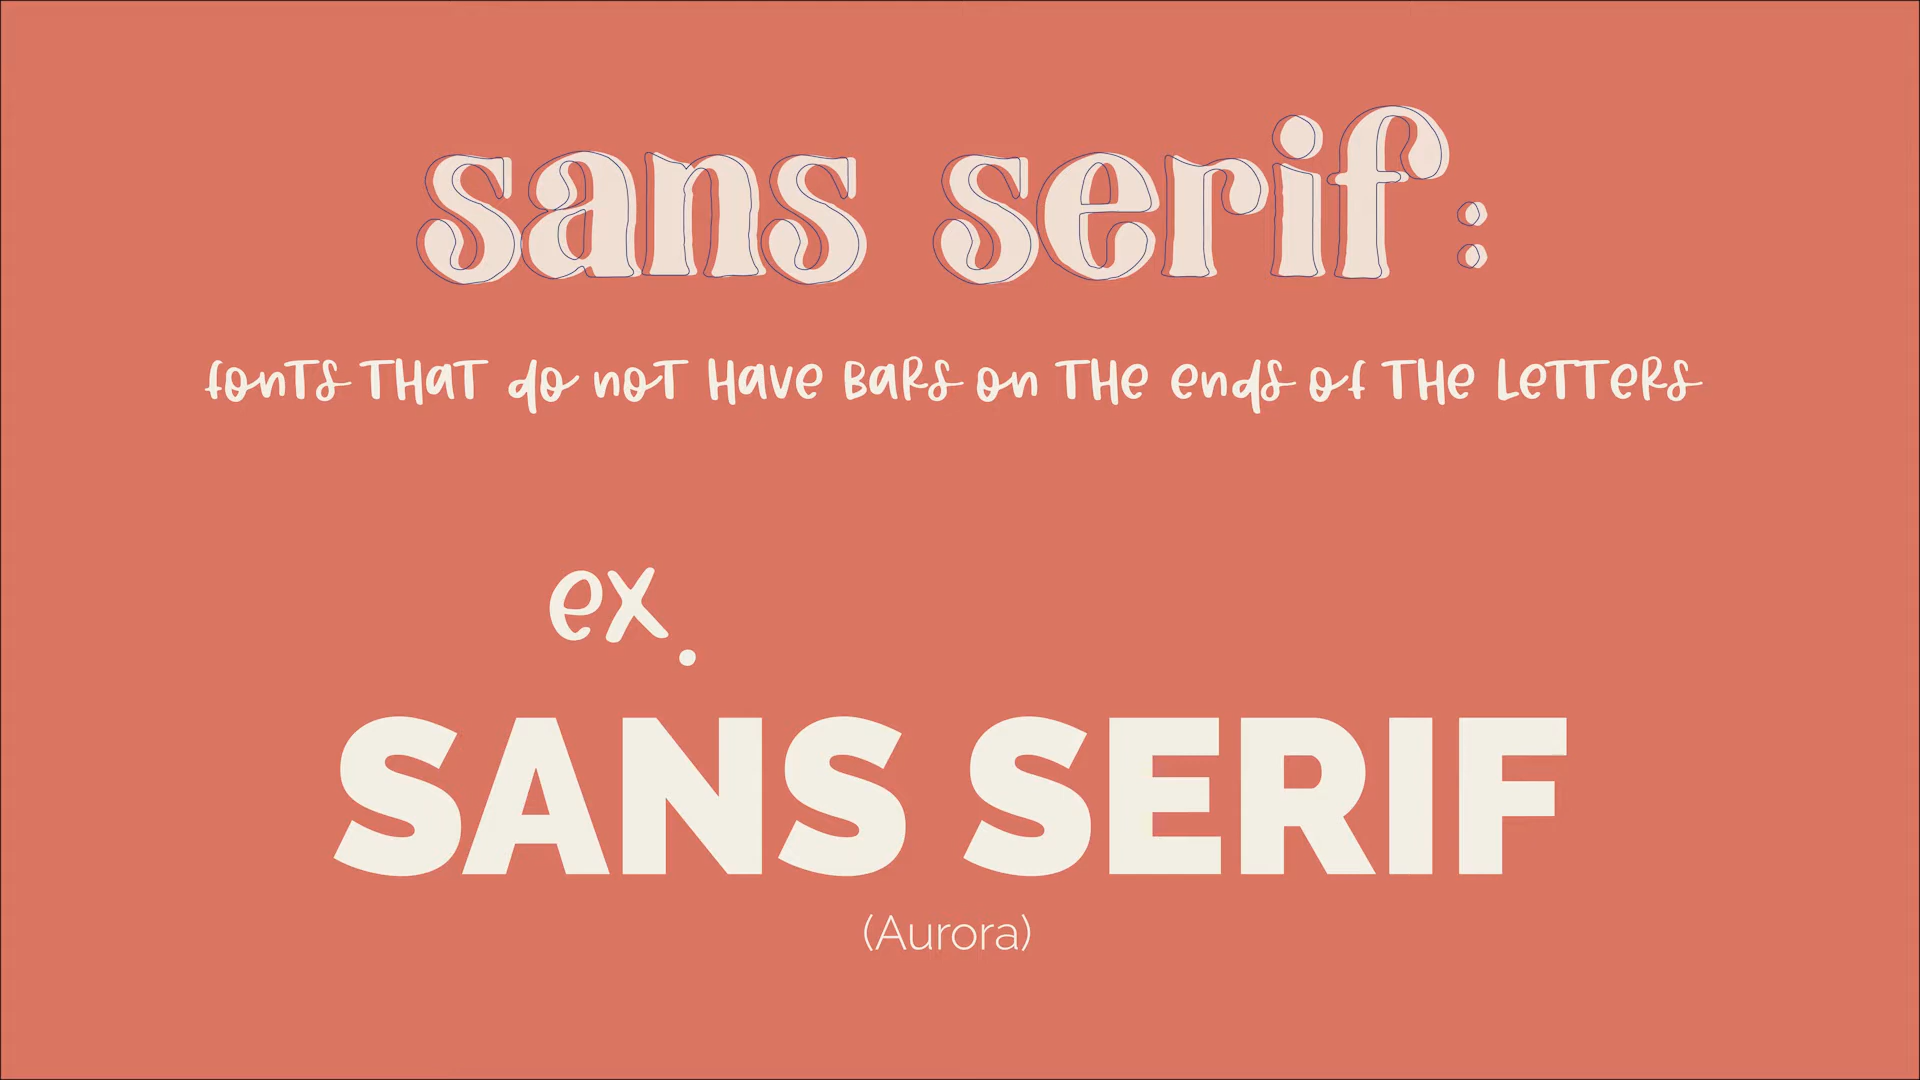 sans serif:
fonts that do not have bars on the ends of the letters
ex.
SANS SERIF
(Aurora)